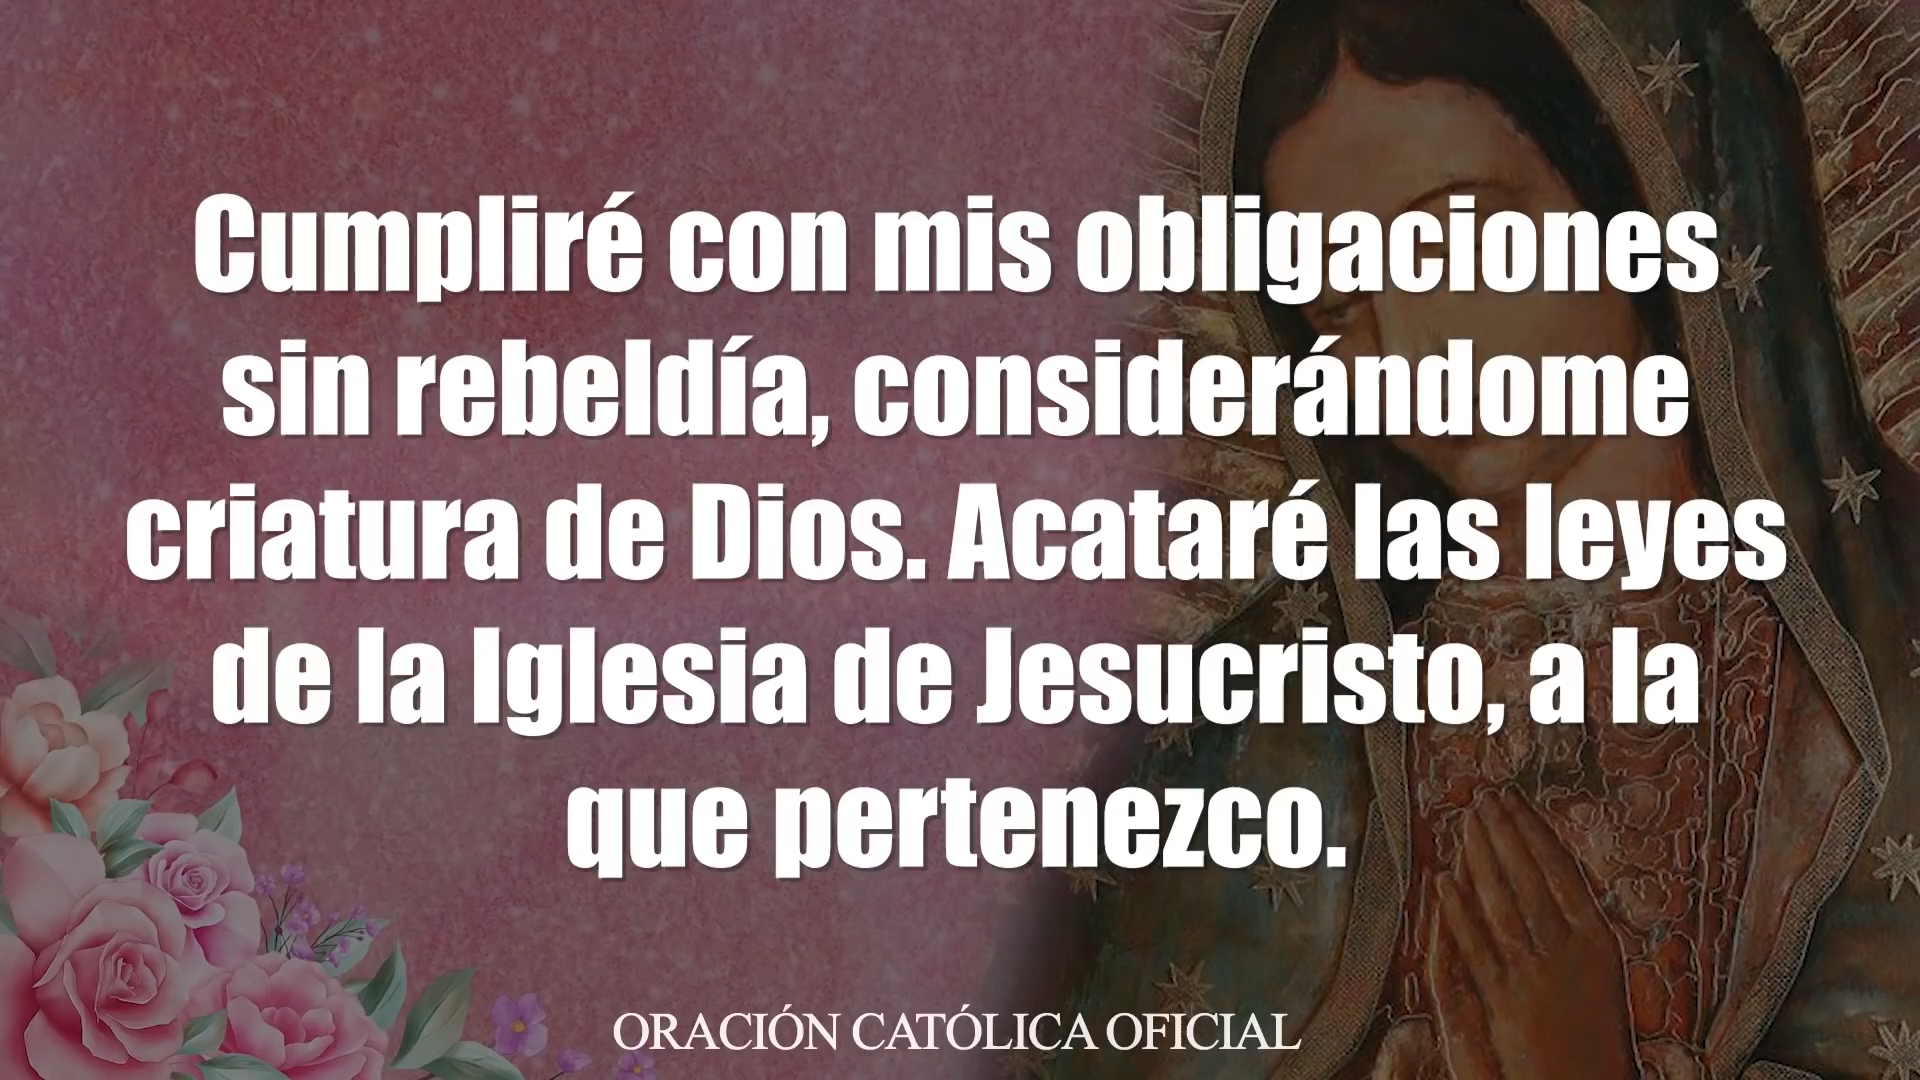 Cumpliré con mis obligaciones
sin rebeldía, considerándome
criatura de Dios. Acataré las leyes
de la Iglesia de Jesucristo, a la
que pertenezco.
ORACIÓN CATÓLICA OFICIAL